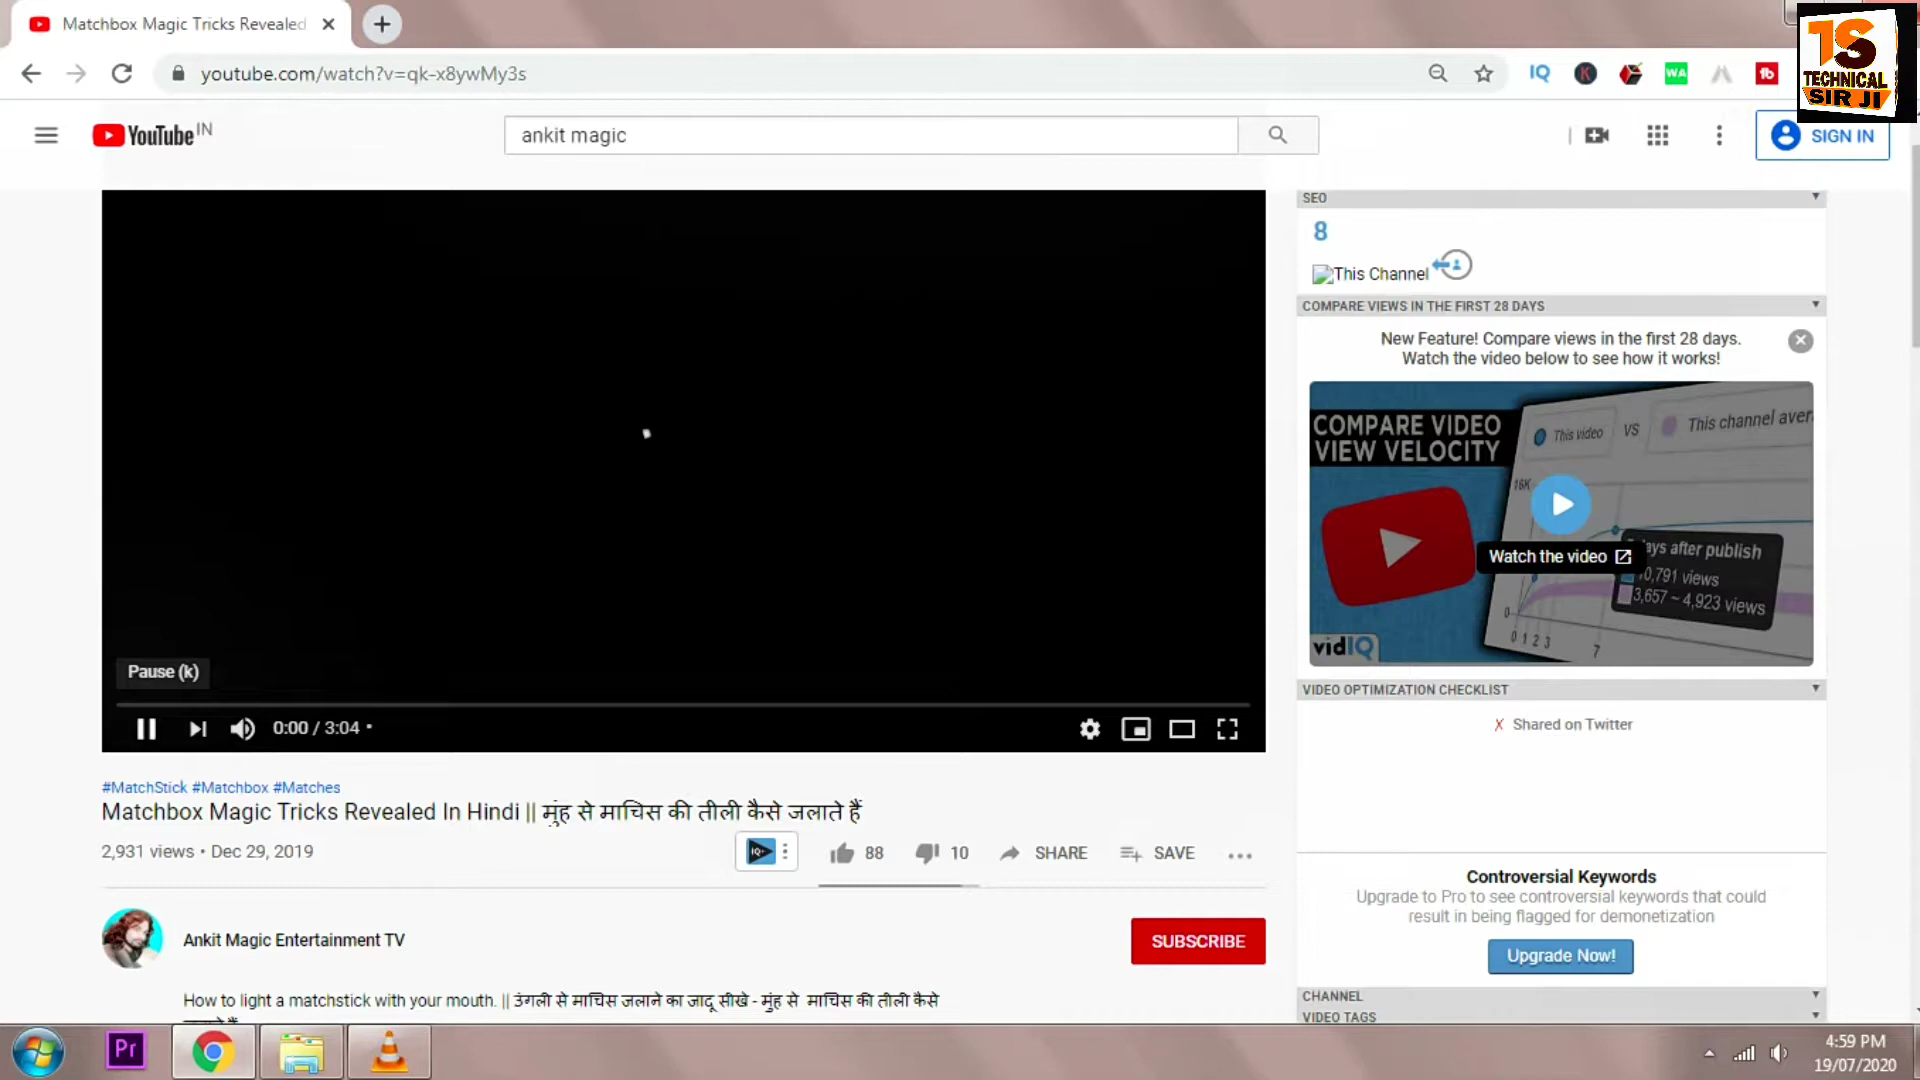 Matchbox Magic Tricks Revealed
youtube.com/watch?v=qk-x8ywMy3s
IQ
K
WA
tb
TS
TECHNICAL
SIR JI
YouTube IN
ankit magic
SIGN IN
SEO
8
This Channel
COMPARE VIEWS IN THE FIRST 28 DAYS
New Feature! Compare views in the first 28 days.
Watch the video below to see how it works!
COMPARE VIDEO
VIEW VELOCITY
This video VS This channel aver
16K
Watch the video
ays after publish
10,791 views
3,657 ~ 4,923 views
0
0 1 2 3 7
vidIQ
Pause (k)
0:00 / 3:04 •
VIDEO OPTIMIZATION CHECKLIST
X Shared on Twitter
#MatchStick #Matchbox #Matches
Matchbox Magic Tricks Revealed In Hindi || मुंह से माचिस की तीली कैसे जलाते हैं
2,931 views • Dec 29, 2019
IQ
88
10
SHARE
SAVE
Controversial Keywords
Upgrade to Pro to see controversial keywords that could
result in being flagged for demonetization
Upgrade Now!
Ankit Magic Entertainment TV
SUBSCRIBE
How to light a matchstick with your mouth. || उंगली से माचिस जलाने का जादू सीखे - मुंह से माचिस की तीली कैसे
CHANNEL
VIDEO TAGS
Pr
4:59 PM
19/07/2020